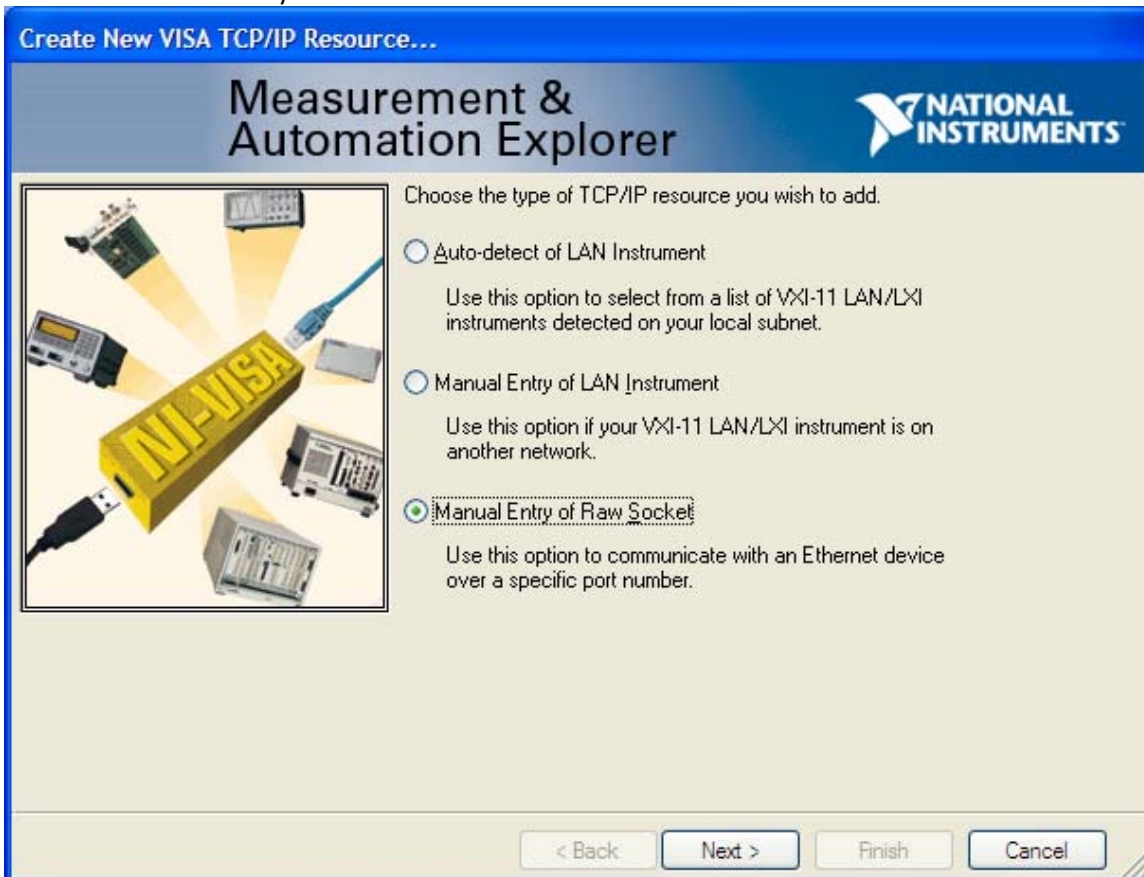 Create New VISA TCP/IP Resource...
Measurement &
Automation Explorer
NATIONAL
INSTRUMENTS
Choose the type of TCP/IP resource you wish to add.
Auto-detect of LAN Instrument
Use this option to select from a list of VXI-11 LAN/LXI
instruments detected on your local subnet.
Manual Entry of LAN Instrument
Use this option if your VXI-11 LAN/LXI instrument is on
another network.
Manual Entry of Raw Socket
Use this option to communicate with an Ethernet device
over a specific port number.
NI-VISA
< Back
Next >
Finish
Cancel